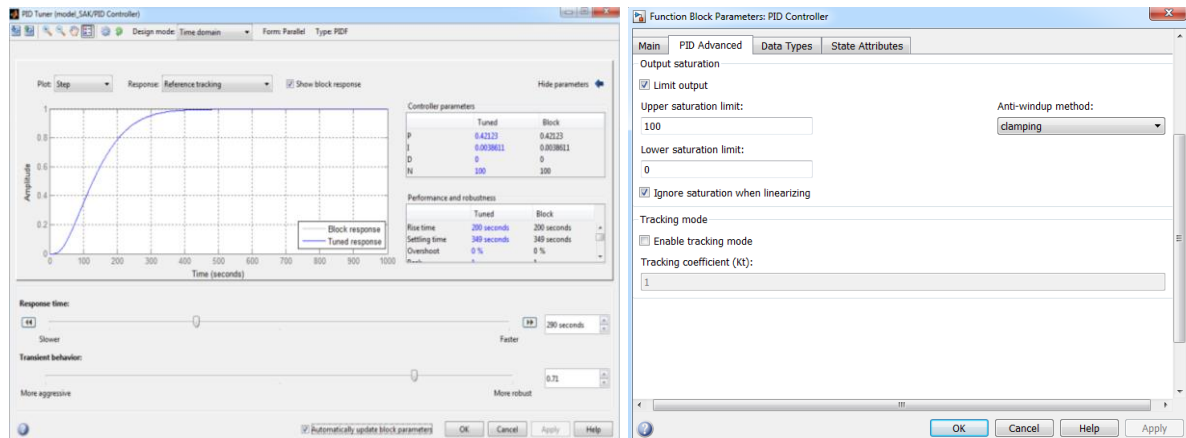 PID Tuner (model_SAK/PID Controller)
Design mode: Time domain Form: Parallel Type: PIDF
Plot: Step Response: Reference tracking Show block response Hide parameters
1
0.8
0.6
0.4
0.2
0
Amplitude
0 100 200 300 400 500 600 700 800 900 1000
Time (seconds)
Block response
Tuned response
Controller parameters
Tuned Block
P 0.42123 0.42123
I 0.0038611 0.0038611
D 0 0
N 100 100
Performance and robustness
Tuned Block
Rise time 200 seconds 200 seconds
Settling time 349 seconds 349 seconds
Overshoot 0 % 0 %
Response time:
290 seconds
Slower Faster
Transient behavior:
0.71
More aggressive More robust
Automatically update block parameters OK Cancel Apply Help
Function Block Parameters: PID Controller
Main PID Advanced Data Types State Attributes
Output saturation
Limit output
Upper saturation limit: Anti-windup method:
100 clamping
Lower saturation limit:
0
Ignore saturation when linearizing
Tracking mode
Enable tracking mode
Tracking coefficient (Kt):
1
OK Cancel Help Apply